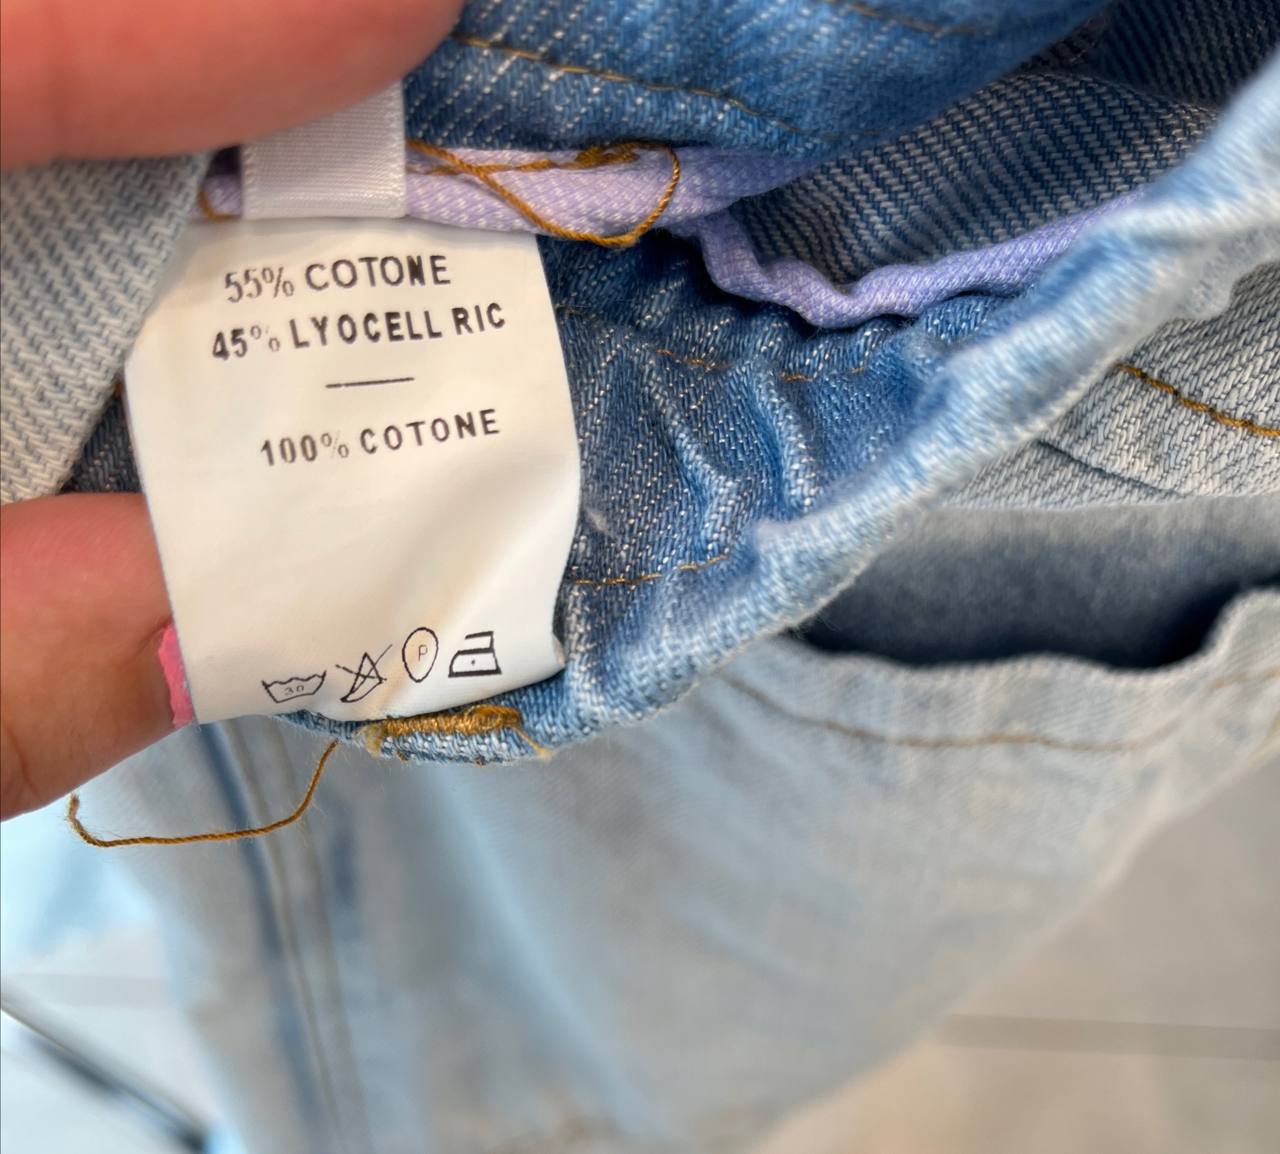 55% COTONE
45% LYOCELL RIC
100% COTONE
30 P